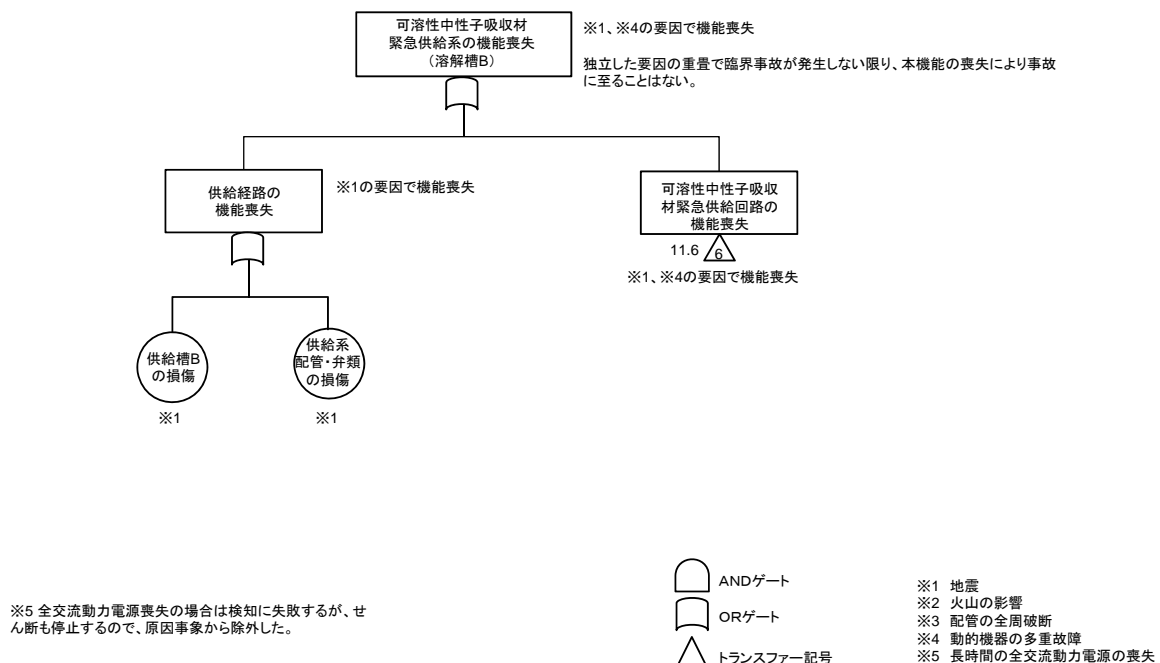 可溶性中性子吸収材
緊急供給系の機能喪失
（溶解槽B）
※1、※4の要因で機能喪失
独立した要因の重畳で臨界事故が発生しない限り、本機能の喪失により事故
に至ることはない。
供給経路の
機能喪失
※1の要因で機能喪失
可溶性中性子吸収
材緊急供給回路の
機能喪失
11.6
6
※1、※4の要因で機能喪失
供給槽B
の損傷
※1
供給系
配管・弁類
の損傷
※1
※5 全交流動力電源喪失の場合は検知に失敗するが、せ
ん断も停止するので、原因事象から除外した。
ANDゲート
ORゲート
トランスファー記号
※1 地震
※2 火山の影響
※3 配管の全周破断
※4 動的機器の多重故障
※5 長時間の全交流動力電源の喪失